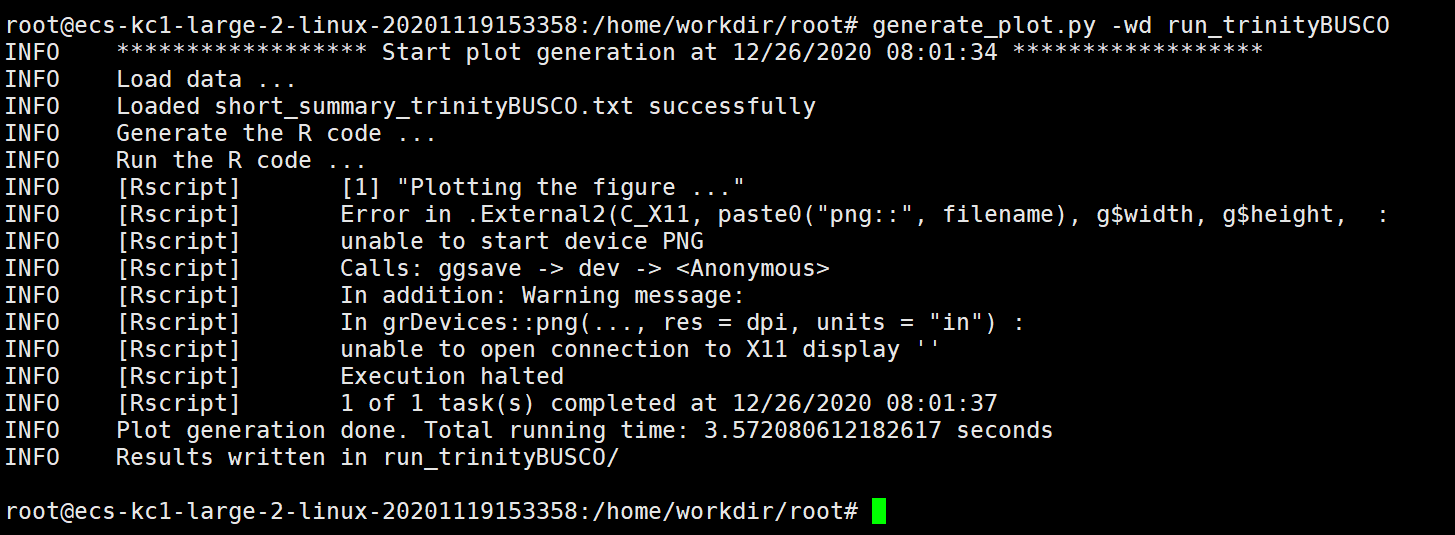 root@ecs-kc1-large-2-linux-20201119153358:/home/workdir/root# generate_plot.py -wd run_trinityBUSCO
INFO    ****************** Start plot generation at 12/26/2020 08:01:34 ******************
INFO    Load data ...
INFO    Loaded short_summary_trinityBUSCO.txt successfully
INFO    Generate the R code ...
INFO    Run the R code ...
INFO    [Rscript]       [1] "Plotting the figure ..."
INFO    [Rscript]       Error in .External2(C_X11, paste0("png::", filename), g$width, g$height,  :
INFO    [Rscript]       unable to start device PNG
INFO    [Rscript]       Calls: ggsave -> dev -> <Anonymous>
INFO    [Rscript]       In addition: Warning message:
INFO    [Rscript]       In grDevices::png(..., res = dpi, units = "in") :
INFO    [Rscript]       unable to open connection to X11 display ''
INFO    [Rscript]       Execution halted
INFO    [Rscript]       1 of 1 task(s) completed at 12/26/2020 08:01:37
INFO    Plot generation done. Total running time: 3.572080612182617 seconds
INFO    Results written in run_trinityBUSCO/
root@ecs-kc1-large-2-linux-20201119153358:/home/workdir/root#